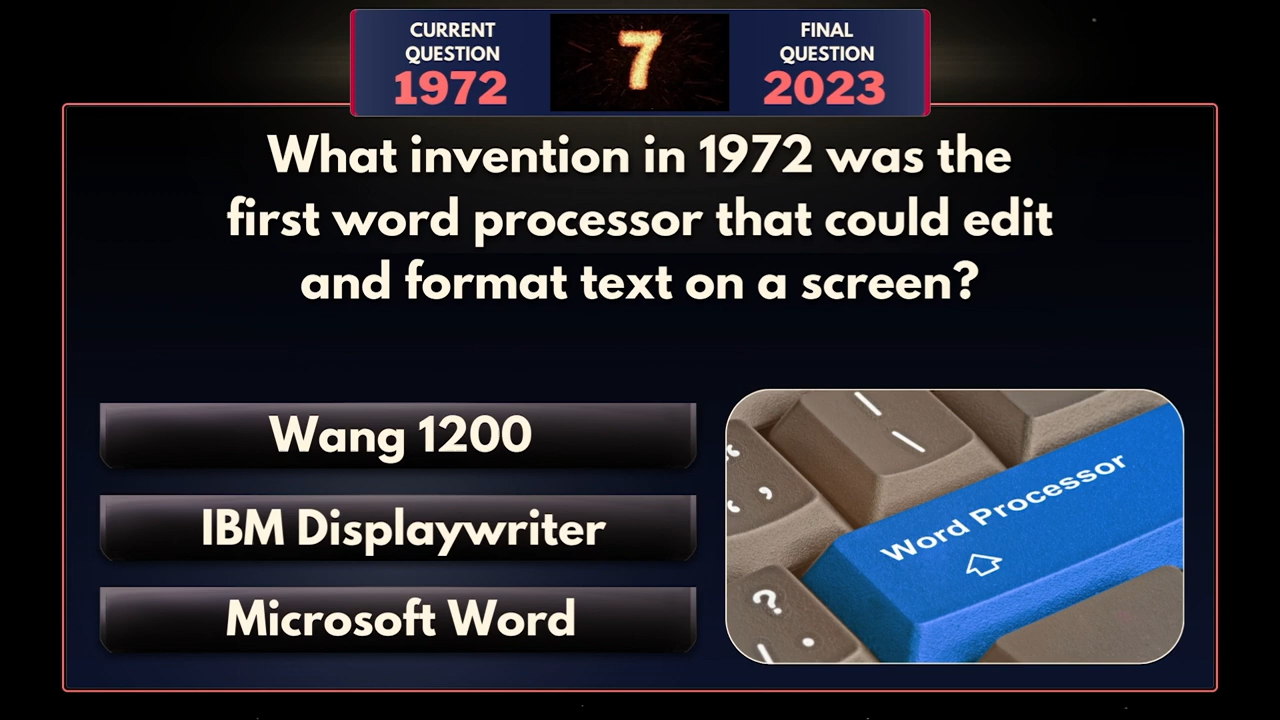 CURRENT
QUESTION
1972
7
FINAL
QUESTION
2023
What invention in 1972 was the
first word processor that could edit
and format text on a screen?
Wang 1200
IBM Displaywriter
Microsoft Word
Word Processor
?